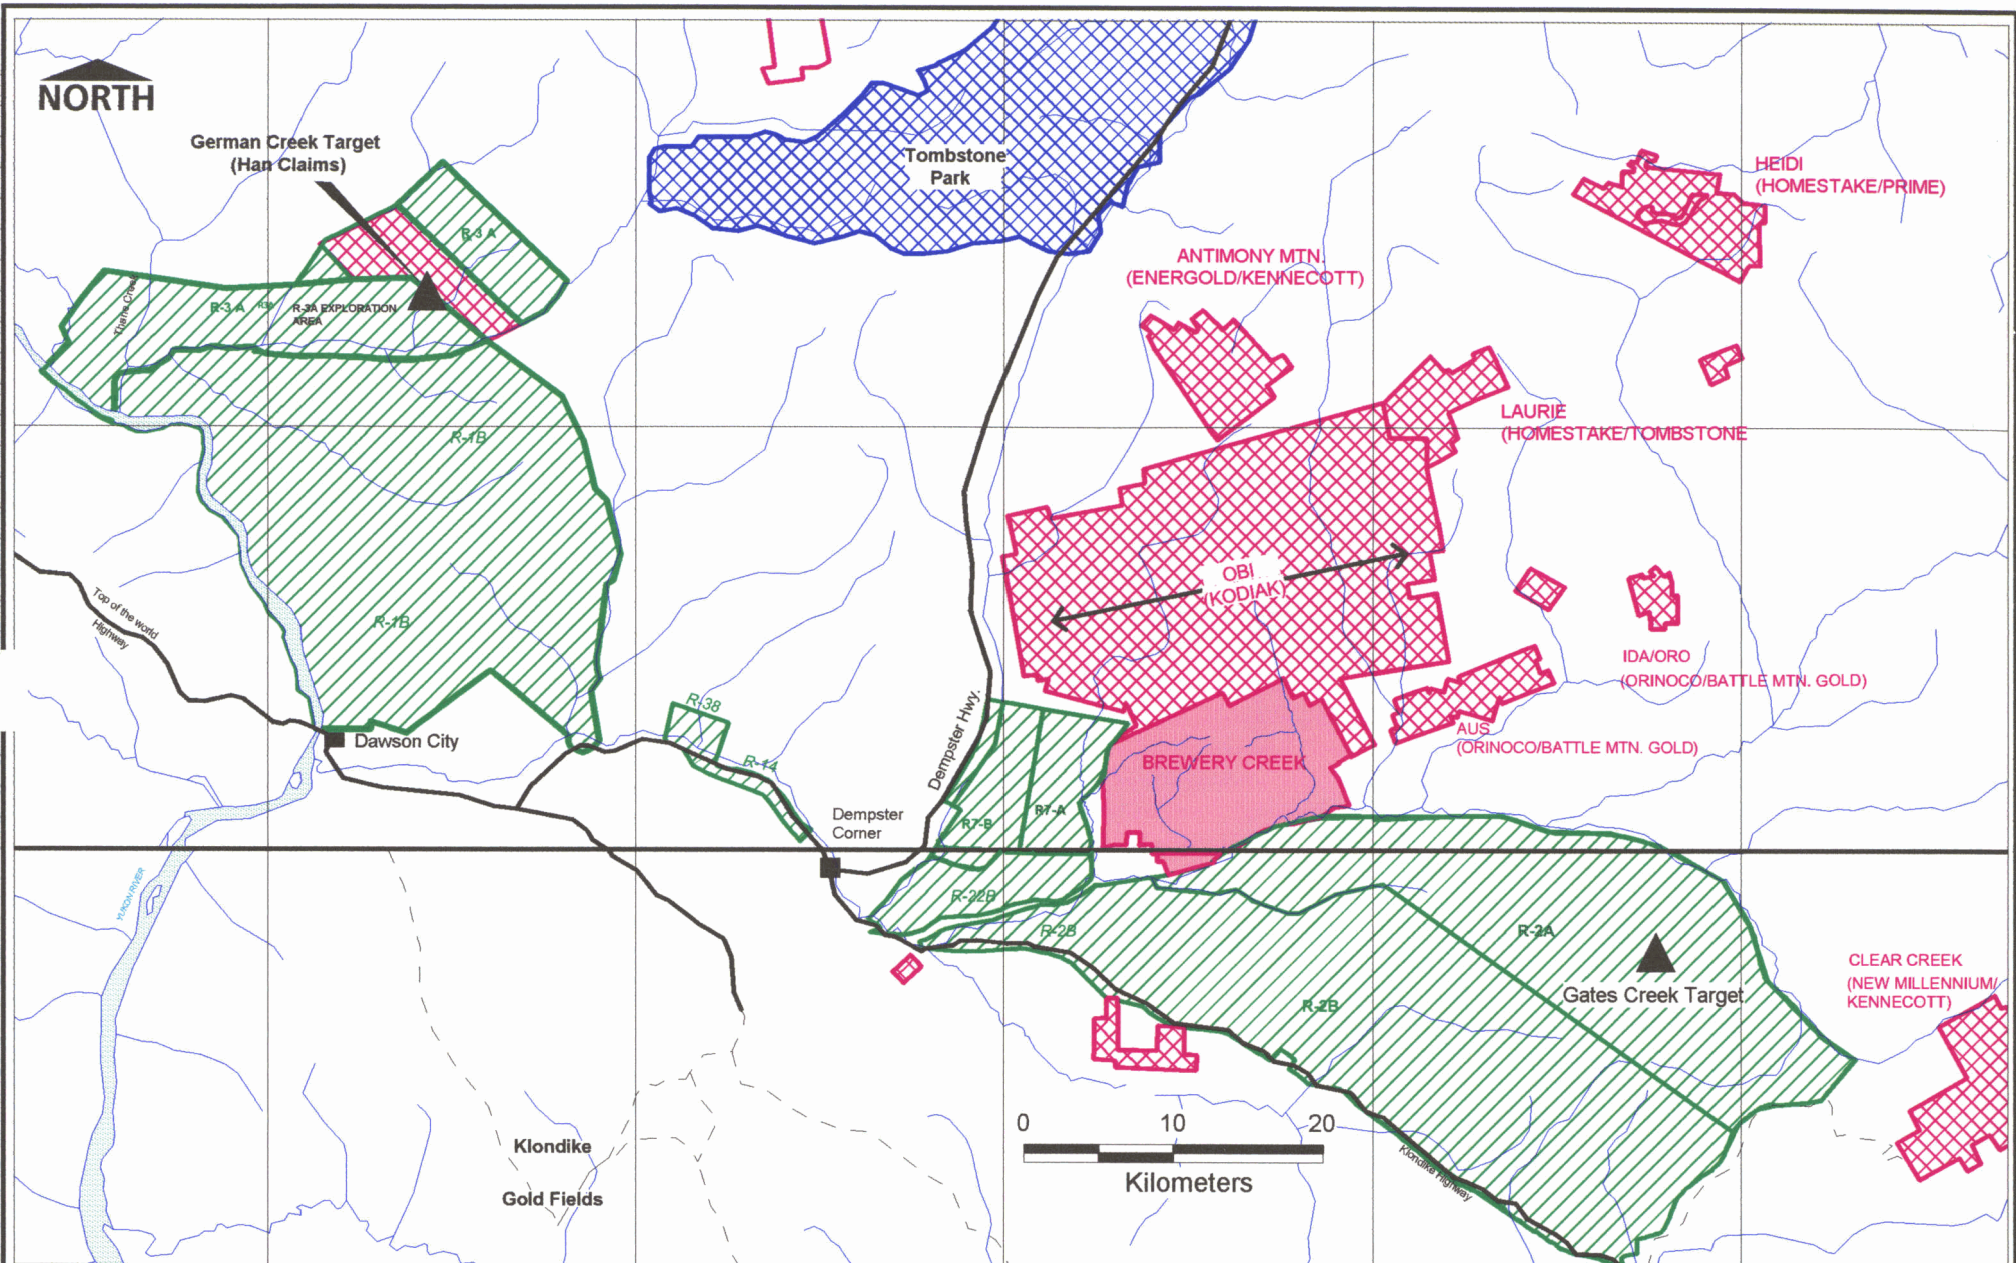 NORTH
German Creek Target
(Han Claims)
Tombstone
Park
HEIDI
(HOMESTAKE/PRIME)
R-3 A
ANTIMONY MTN.
(ENERGOLD/KENNECOTT)
R-3 A
R-3A EXPLORATION
AREA
LAURIE
(HOMESTAKE/TOMBSTONE
R-1B
OBI
(KODIAK)
Top of the world
Highway
R-1B
IDA/ORO
(ORINOCO/BATTLE MTN. GOLD)
R-38
Dempster Hwy.
AUS
(ORINOCO/BATTLE MTN. GOLD)
Dawson City
R-14
BREWERY CREEK
Dempster
Corner
R7-B
R7-A
YUKON RIVER
R-22B
R-2B
R-2A
CLEAR CREEK
(NEW MILLENNIUM/
KENNECOTT)
Gates Creek Target
R-2B
0 10 20
Kilometers
Klondike
Gold Fields
Klondike Highway